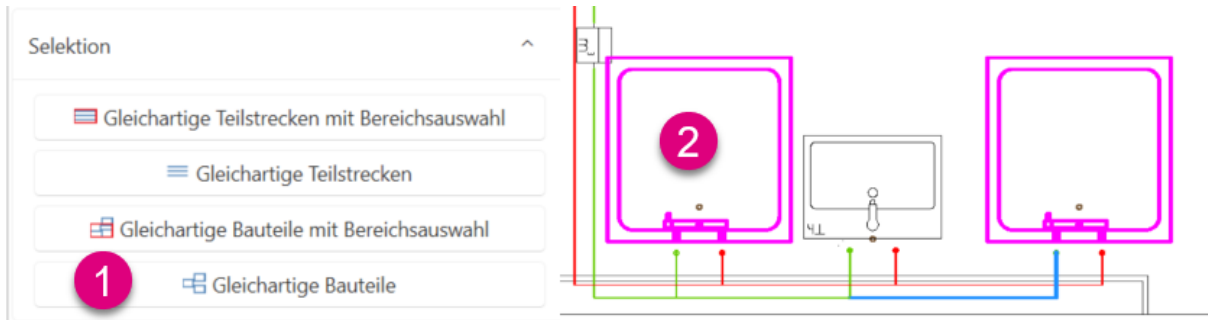 Selektion
Gleichartige Teilstrecken mit Bereichsauswahl
Gleichartige Teilstrecken
Gleichartige Bauteile mit Bereichsauswahl
1
Gleichartige Bauteile
2